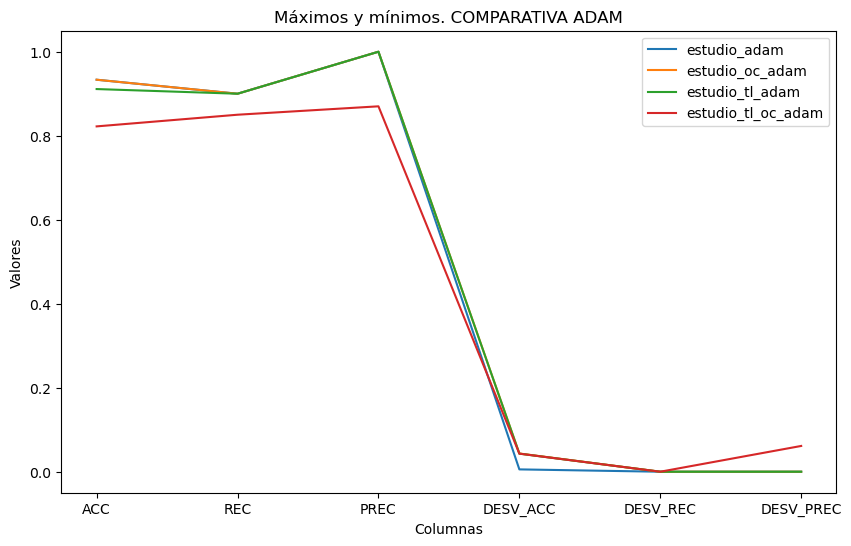 Máximos y mínimos. COMPARATIVA ADAM
estudio_adam
estudio_oc_adam
estudio_tl_adam
estudio_tl_oc_adam
Valores
1.0
0.8
0.6
0.4
0.2
0.0
ACC REC PREC DESV_ACC DESV_REC DESV_PREC
Columnas